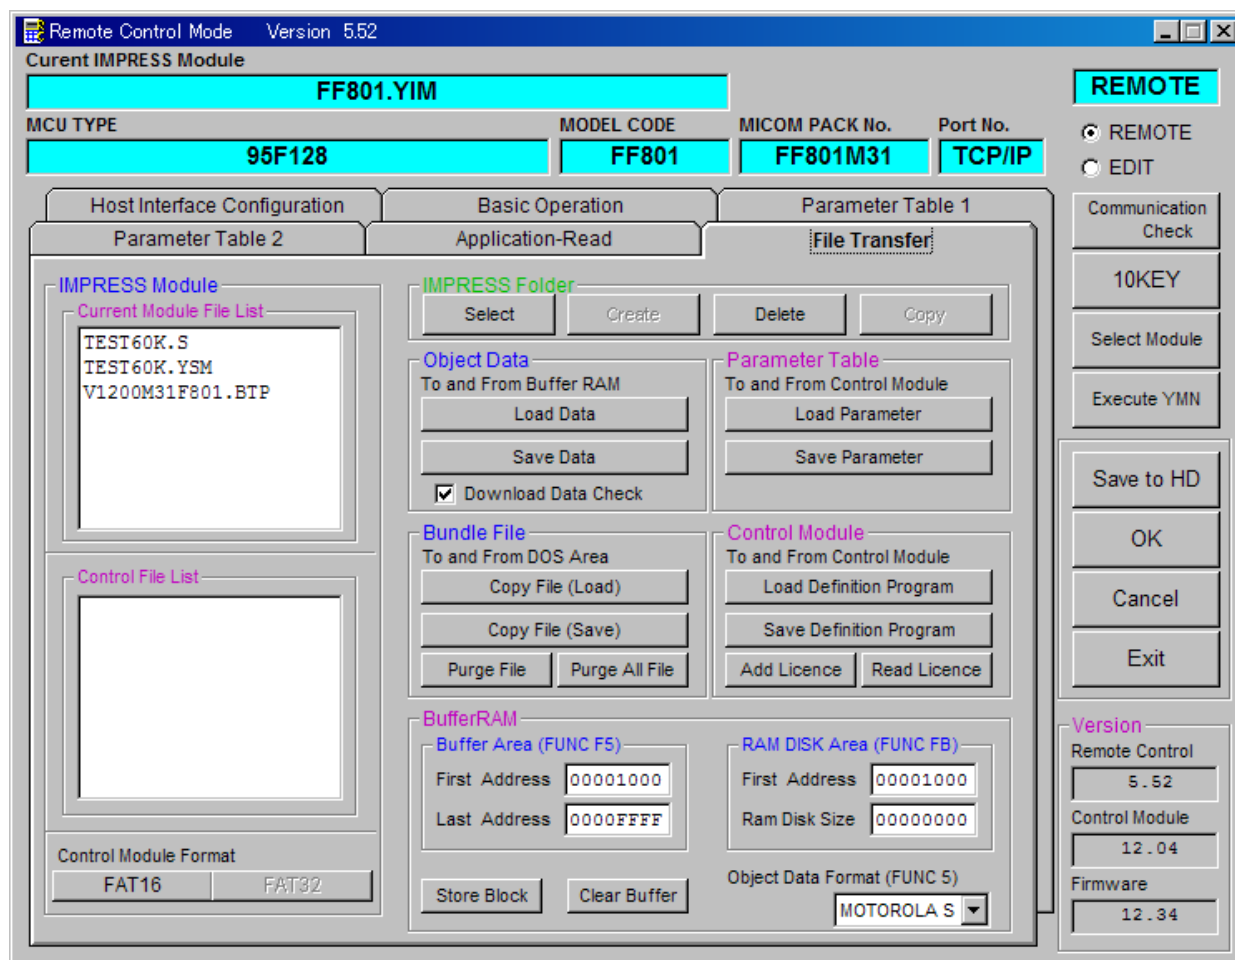 Remote Control Mode Version 5.52
Curent IMPRESS Module
FF801.YIM
REMOTE
MCU TYPE MODEL CODE MICOM PACK No. Port No.
95F128 FF801 FF801M31 TCP/IP
REMOTE
EDIT
Host Interface Configuration Basic Operation Parameter Table 1
Parameter Table 2 Application-Read File Transfer
Communication Check
10KEY
Select Module
Execute YMN
Save to HD
OK
Cancel
Exit
IMPRESS Module
Current Module File List
TEST60K.S
TEST60K.YSM
V1200M31F801.BTP
Control File List
Control Module Format
FAT16 FAT32
IMPRESS Folder
Select Create Delete Copy
Object Data
To and From Buffer RAM
Load Data
Save Data
Download Data Check
Parameter Table
To and From Control Module
Load Parameter
Save Parameter
Bundle File
To and From DOS Area
Copy File (Load)
Copy File (Save)
Purge File Purge All File
Control Module
To and From Control Module
Load Definition Program
Save Definition Program
Add Licence Read Licence
BufferRAM
Buffer Area (FUNC F5)
First Address 00001000
Last Address 0000FFFF
RAM DISK Area (FUNC FB)
First Address 00001000
Ram Disk Size 00000000
Store Block Clear Buffer
Object Data Format (FUNC 5)
MOTOROLA S
Version
Remote Control
5.52
Control Module
12.04
Firmware
12.34